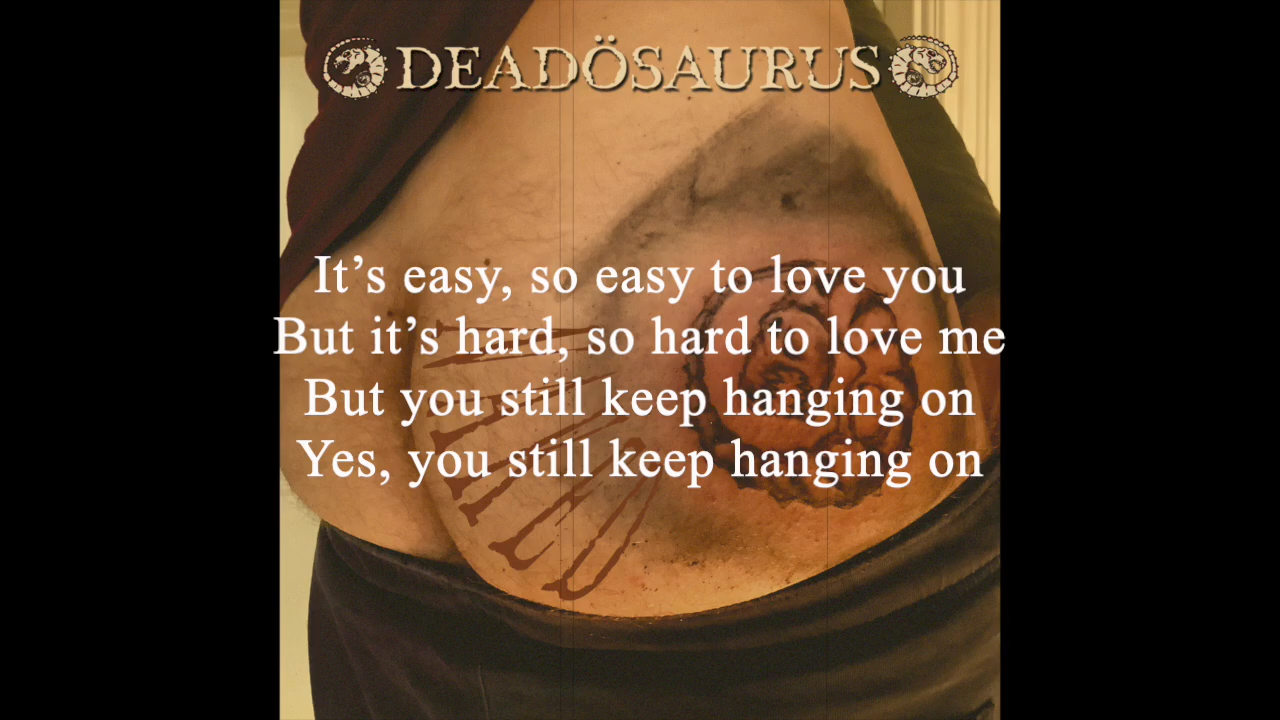 DEADÖSAURUS
It’s easy, so easy to love you
But it’s hard, so hard to love me
But you still keep hanging on
Yes, you still keep hanging on